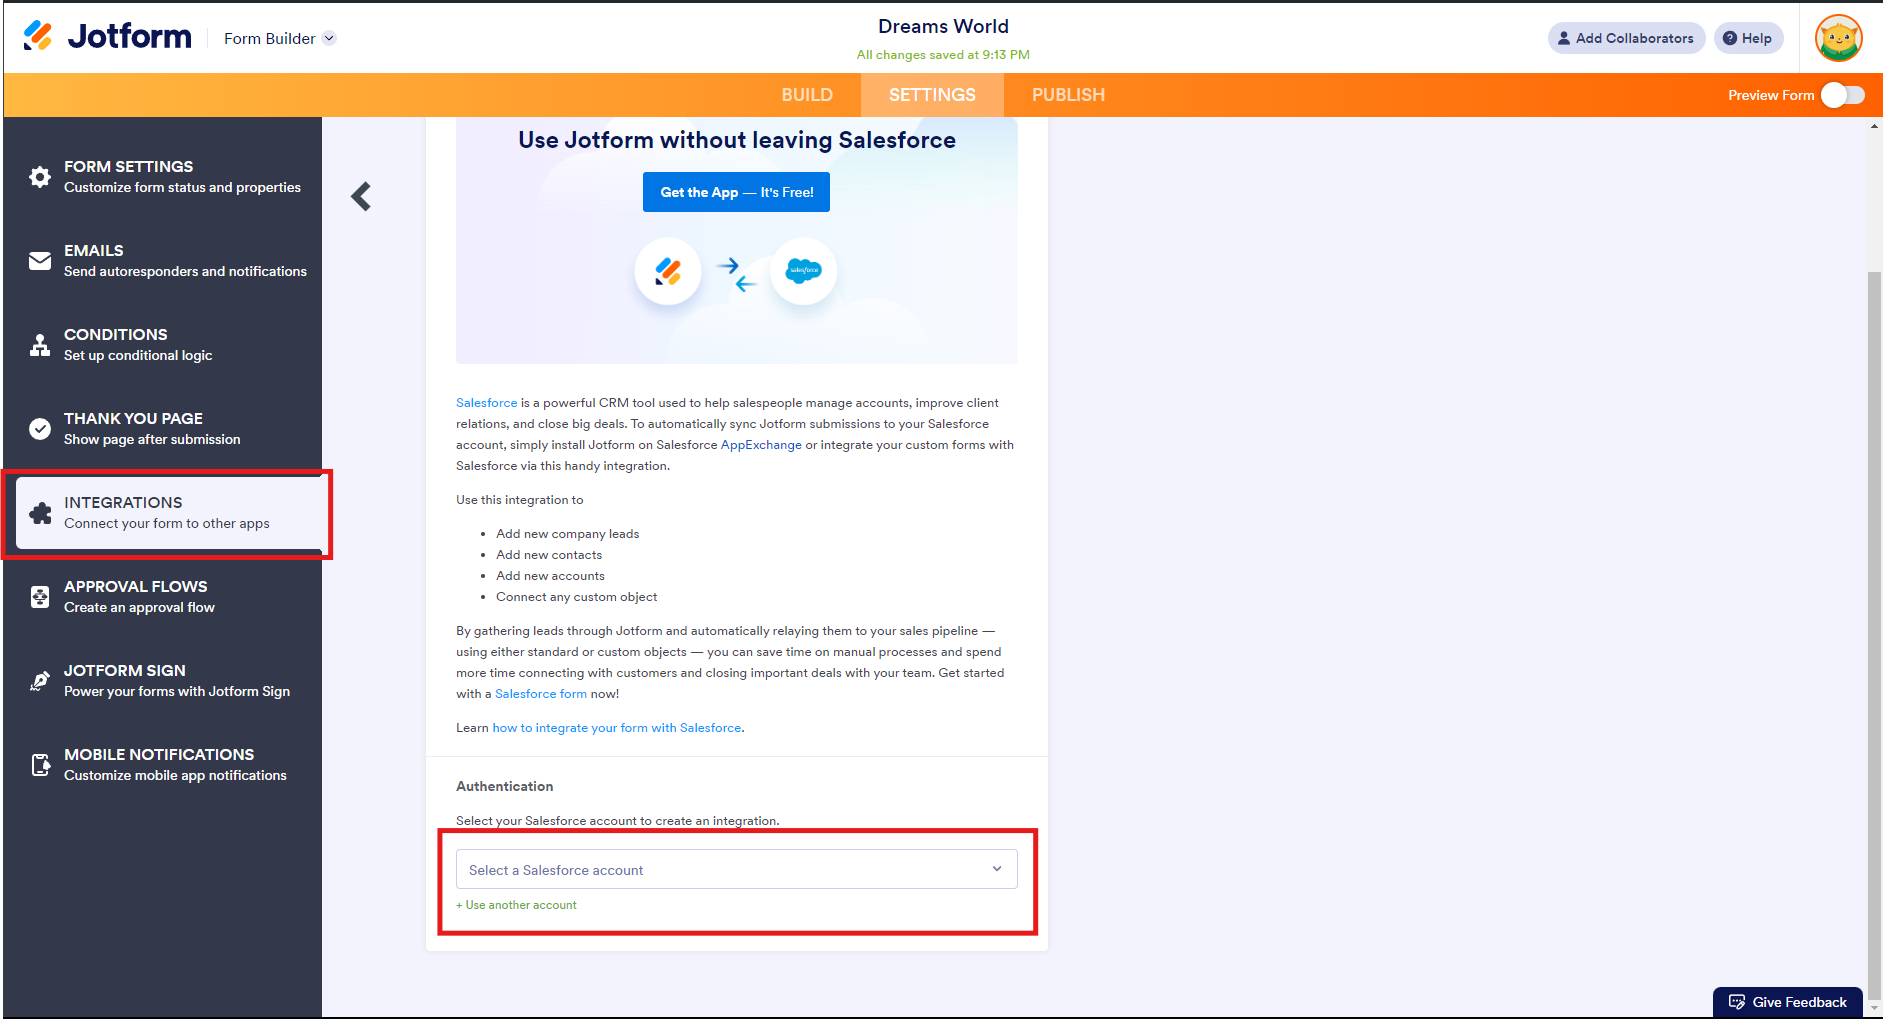 Jotform
Form Builder
Dreams World
All changes saved at 9:13 PM
Add Collaborators
Help
BUILD
SETTINGS
PUBLISH
Preview Form
FORM SETTINGS
Customize form status and properties
EMAILS
Send autoresponders and notifications
CONDITIONS
Set up conditional logic
THANK YOU PAGE
Show page after submission
INTEGRATIONS
Connect your form to other apps
APPROVAL FLOWS
Create an approval flow
JOTFORM SIGN
Power your forms with Jotform Sign
MOBILE NOTIFICATIONS
Customize mobile app notifications
Use Jotform without leaving Salesforce
Get the App — It's Free!
salesforce
Salesforce is a powerful CRM tool used to help salespeople manage accounts, improve client
relations, and close big deals. To automatically sync Jotform submissions to your Salesforce
account, simply install Jotform on Salesforce AppExchange or integrate your custom forms with
Salesforce via this handy integration.
Use this integration to
• Add new company leads
• Add new contacts
• Add new accounts
• Connect any custom object
By gathering leads through Jotform and automatically relaying them to your sales pipeline —
using either standard or custom objects — you can save time on manual processes and spend
more time connecting with customers and closing important deals with your team. Get started
with a Salesforce form now!
Learn how to integrate your form with Salesforce.
Authentication
Select your Salesforce account to create an integration.
Select a Salesforce account
+ Use another account
Give Feedback